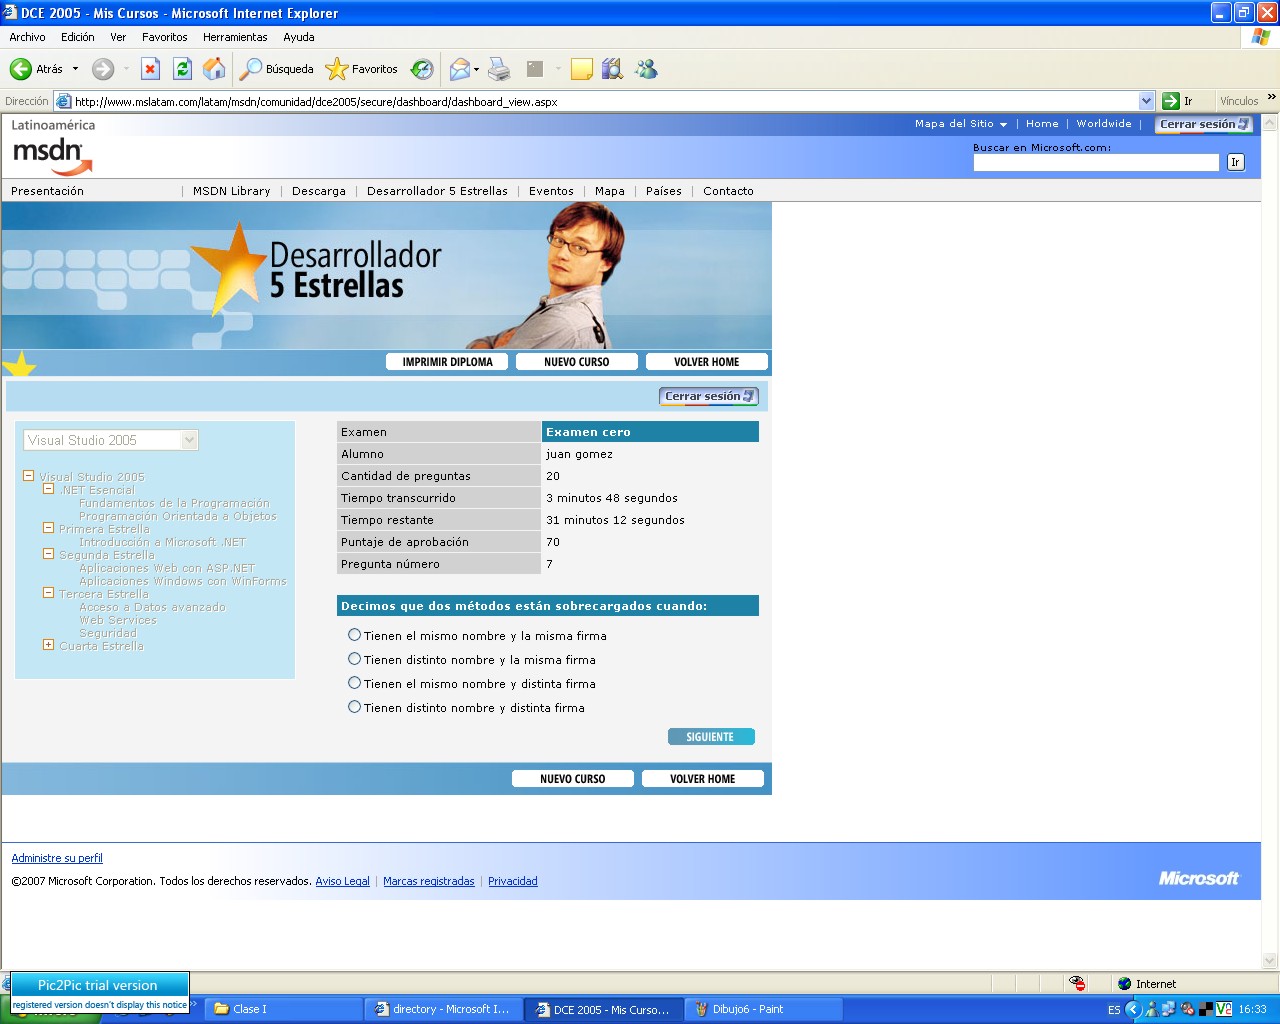 DCE 2005 - Mis Cursos - Microsoft Internet Explorer
Archivo Edición Ver Favoritos Herramientas Ayuda
Atrás Búsqueda Favoritos
Dirección http://www.mslatam.com/latam/msdn/comunidad/dce2005/secure/dashboard/dashboard_view.aspx Ir Vínculos »
Latinoamérica
msdn
Mapa del Sitio | Home | Worldwide | Cerrar sesión
Buscar en Microsoft.com:
Ir
Presentación | MSDN Library | Descarga | Desarrollador 5 Estrellas | Eventos | Mapa | Países | Contacto
Desarrollador
5 Estrellas
IMPRIMIR DIPLOMA NUEVO CURSO VOLVER HOME
Cerrar sesión
Visual Studio 2005
Visual Studio 2005
.NET Esencial
Fundamentos de la Programación
Programación Orientada a Objetos
Primera Estrella
Introducción a Microsoft .NET
Segunda Estrella
Aplicaciones Web con ASP.NET
Aplicaciones Windows con WinForms
Tercera Estrella
Acceso a Datos avanzado
Web Services
Seguridad
Cuarta Estrella
Examen Examen cero
Alumno juan gomez
Cantidad de preguntas 20
Tiempo transcurrido 3 minutos 48 segundos
Tiempo restante 31 minutos 12 segundos
Puntaje de aprobación 70
Pregunta número 7
Decimos que dos métodos están sobrecargados cuando:
Tienen el mismo nombre y la misma firma
Tienen distinto nombre y la misma firma
Tienen el mismo nombre y distinta firma
Tienen distinto nombre y distinta firma
SIGUIENTE
NUEVO CURSO VOLVER HOME
Administre su perfil
©2007 Microsoft Corporation. Todos los derechos reservados. Aviso Legal | Marcas registradas | Privacidad
Microsoft
Internet
Pic2Pic trial version
registered version doesn't display this notice
Clase I
directory - Microsoft I...
DCE 2005 - Mis Curso...
Dibujo6 - Paint
ES
16:33